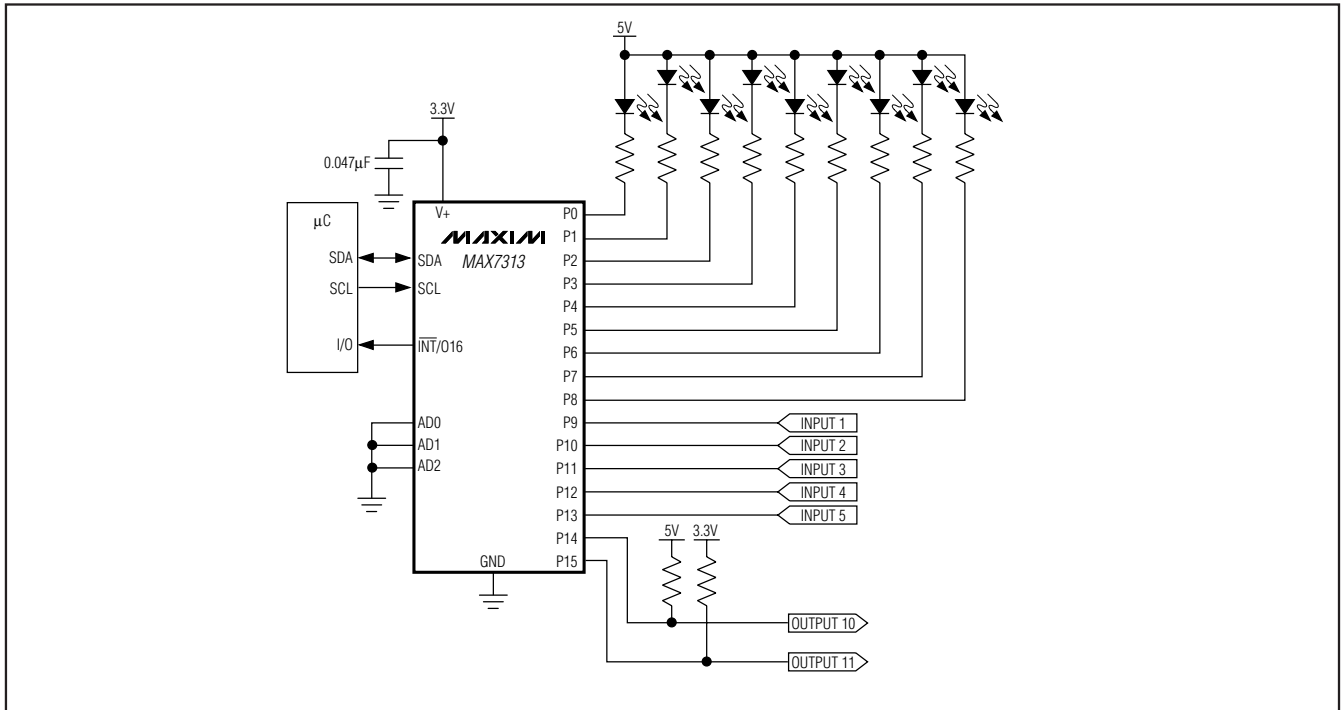 5V
3.3V
0.047µF
µC
SDA
SCL
I/O
V+
MAXIM
MAX7313
SDA
SCL
INT/O16
AD0
AD1
AD2
GND
P0
P1
P2
P3
P4
P5
P6
P7
P8
P9
P10
P11
P12
P13
P14
P15
INPUT 1
INPUT 2
INPUT 3
INPUT 4
INPUT 5
5V 3.3V
OUTPUT 10
OUTPUT 11